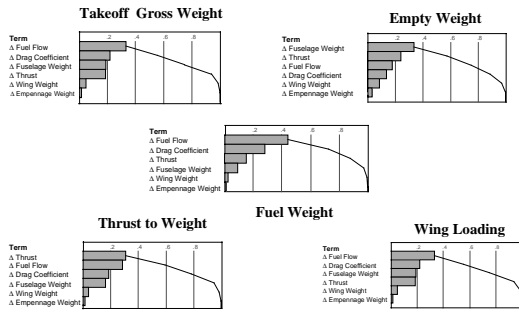 Takeoff Gross Weight
Term
.2 .4 .6 .8
Δ Fuel Flow
Δ Drag Coefficient
Δ Fuselage Weight
Δ Thrust
Δ Wing Weight
Δ Empennage Weight
Empty Weight
Term
.2 .4 .6 .8
Δ Fuselage Weight
Δ Thrust
Δ Fuel Flow
Δ Drag Coefficient
Δ Wing Weight
Δ Empennage Weight
Term
.2 .4 .6 .8
Δ Fuel Flow
Δ Drag Coefficient
Δ Thrust
Δ Fuselage Weight
Δ Wing Weight
Δ Empennage Weight
Fuel Weight
Thrust to Weight
Term
.2 .4 .6 .8
Δ Thrust
Δ Fuel Flow
Δ Drag Coefficient
Δ Fuselage Weight
Δ Wing Weight
Δ Empennage Weight
Wing Loading
Term
.2 .4 .6 .8
Δ Fuel Flow
Δ Drag Coefficient
Δ Fuselage Weight
Δ Thrust
Δ Wing Weight
Δ Empennage Weight